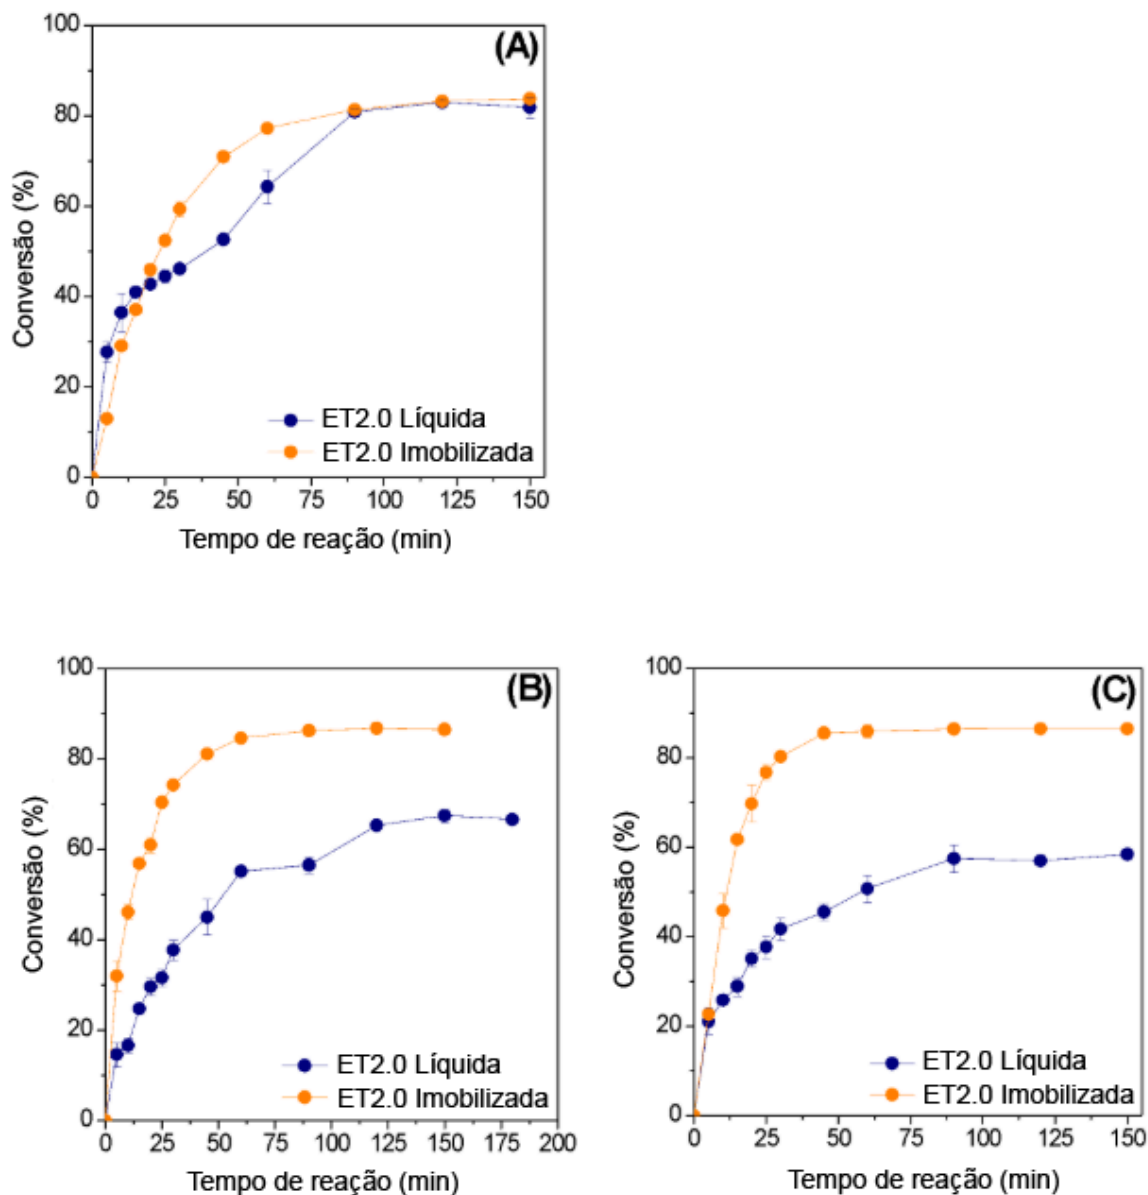 (A)
100
80
60
40
20
0
Conversão (%)
ET2.0 Líquida
ET2.0 Imobilizada
0 25 50 75 100 125 150
Tempo de reação (min)
(B)
100
80
60
40
20
0
Conversão (%)
ET2.0 Líquida
ET2.0 Imobilizada
0 25 50 75 100 125 150 175 200
Tempo de reação (min)
(C)
100
80
60
40
20
0
Conversão (%)
ET2.0 Líquida
ET2.0 Imobilizada
0 25 50 75 100 125 150
Tempo de reação (min)